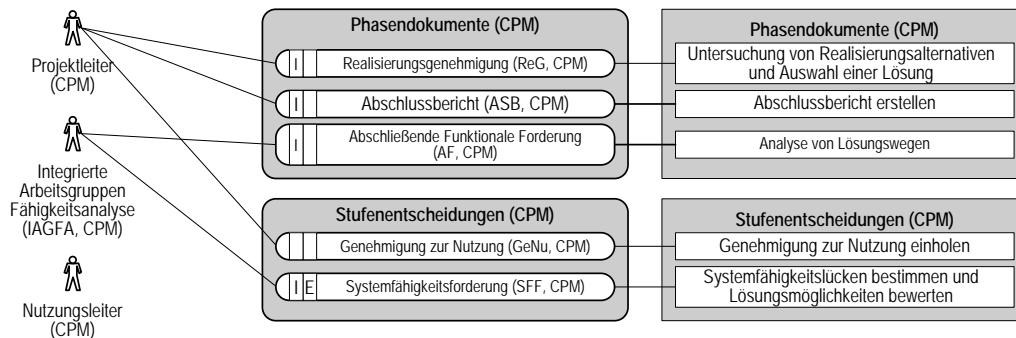 Projektleiter
(CPM)
Integrierte
Arbeitsgruppen
Fähigkeitsanalyse
(IAGFA, CPM)
Nutzungsleiter
(CPM)
Phasendokumente (CPM)
I Realisierungsgenehmigung (ReG, CPM)
I Abschlussbericht (ASB, CPM)
I Abschließende Funktionale Forderung
(AF, CPM)
Stufenentscheidungen (CPM)
Genehmigung zur Nutzung (GeNu, CPM)
I E Systemfähigkeitsforderung (SFF, CPM)
Phasendokumente (CPM)
Untersuchung von Realisierungsalternativen
und Auswahl einer Lösung
Abschlussbericht erstellen
Analyse von Lösungswegen
Stufenentscheidungen (CPM)
Genehmigung zur Nutzung einholen
Systemfähigkeitslücken bestimmen und
Lösungsmöglichkeiten bewerten